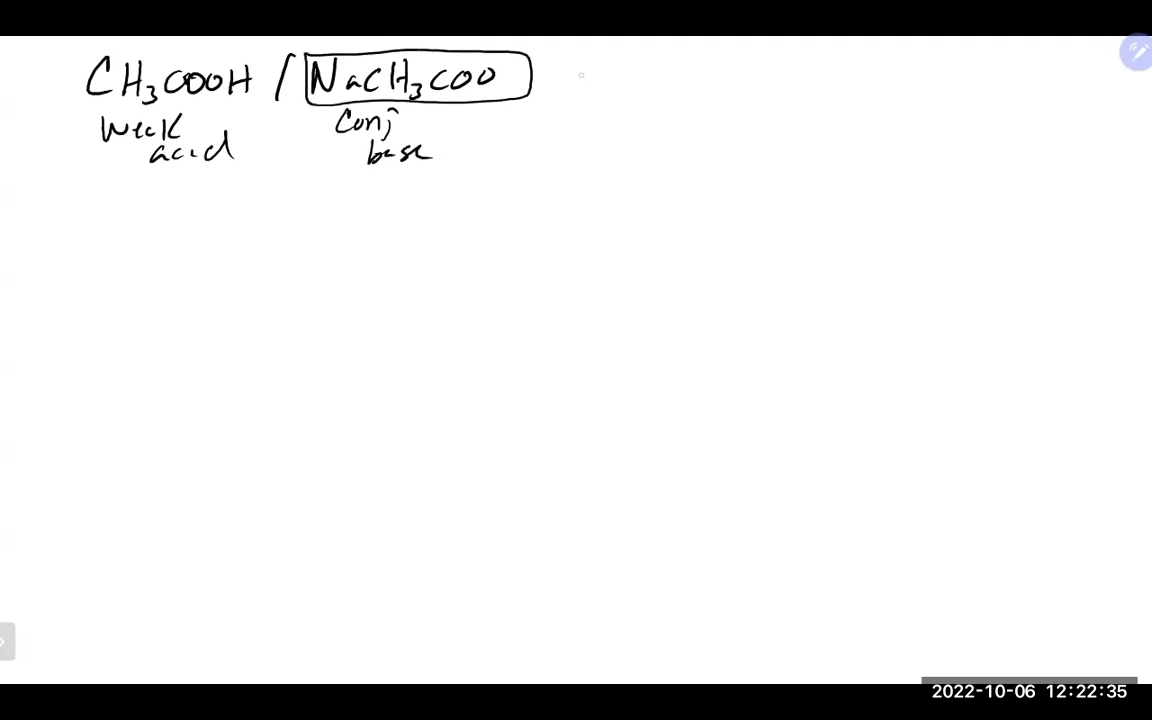 CH₃COOH / NaCH₃COO
weak acid
conj base
2022-10-06 12:22:35